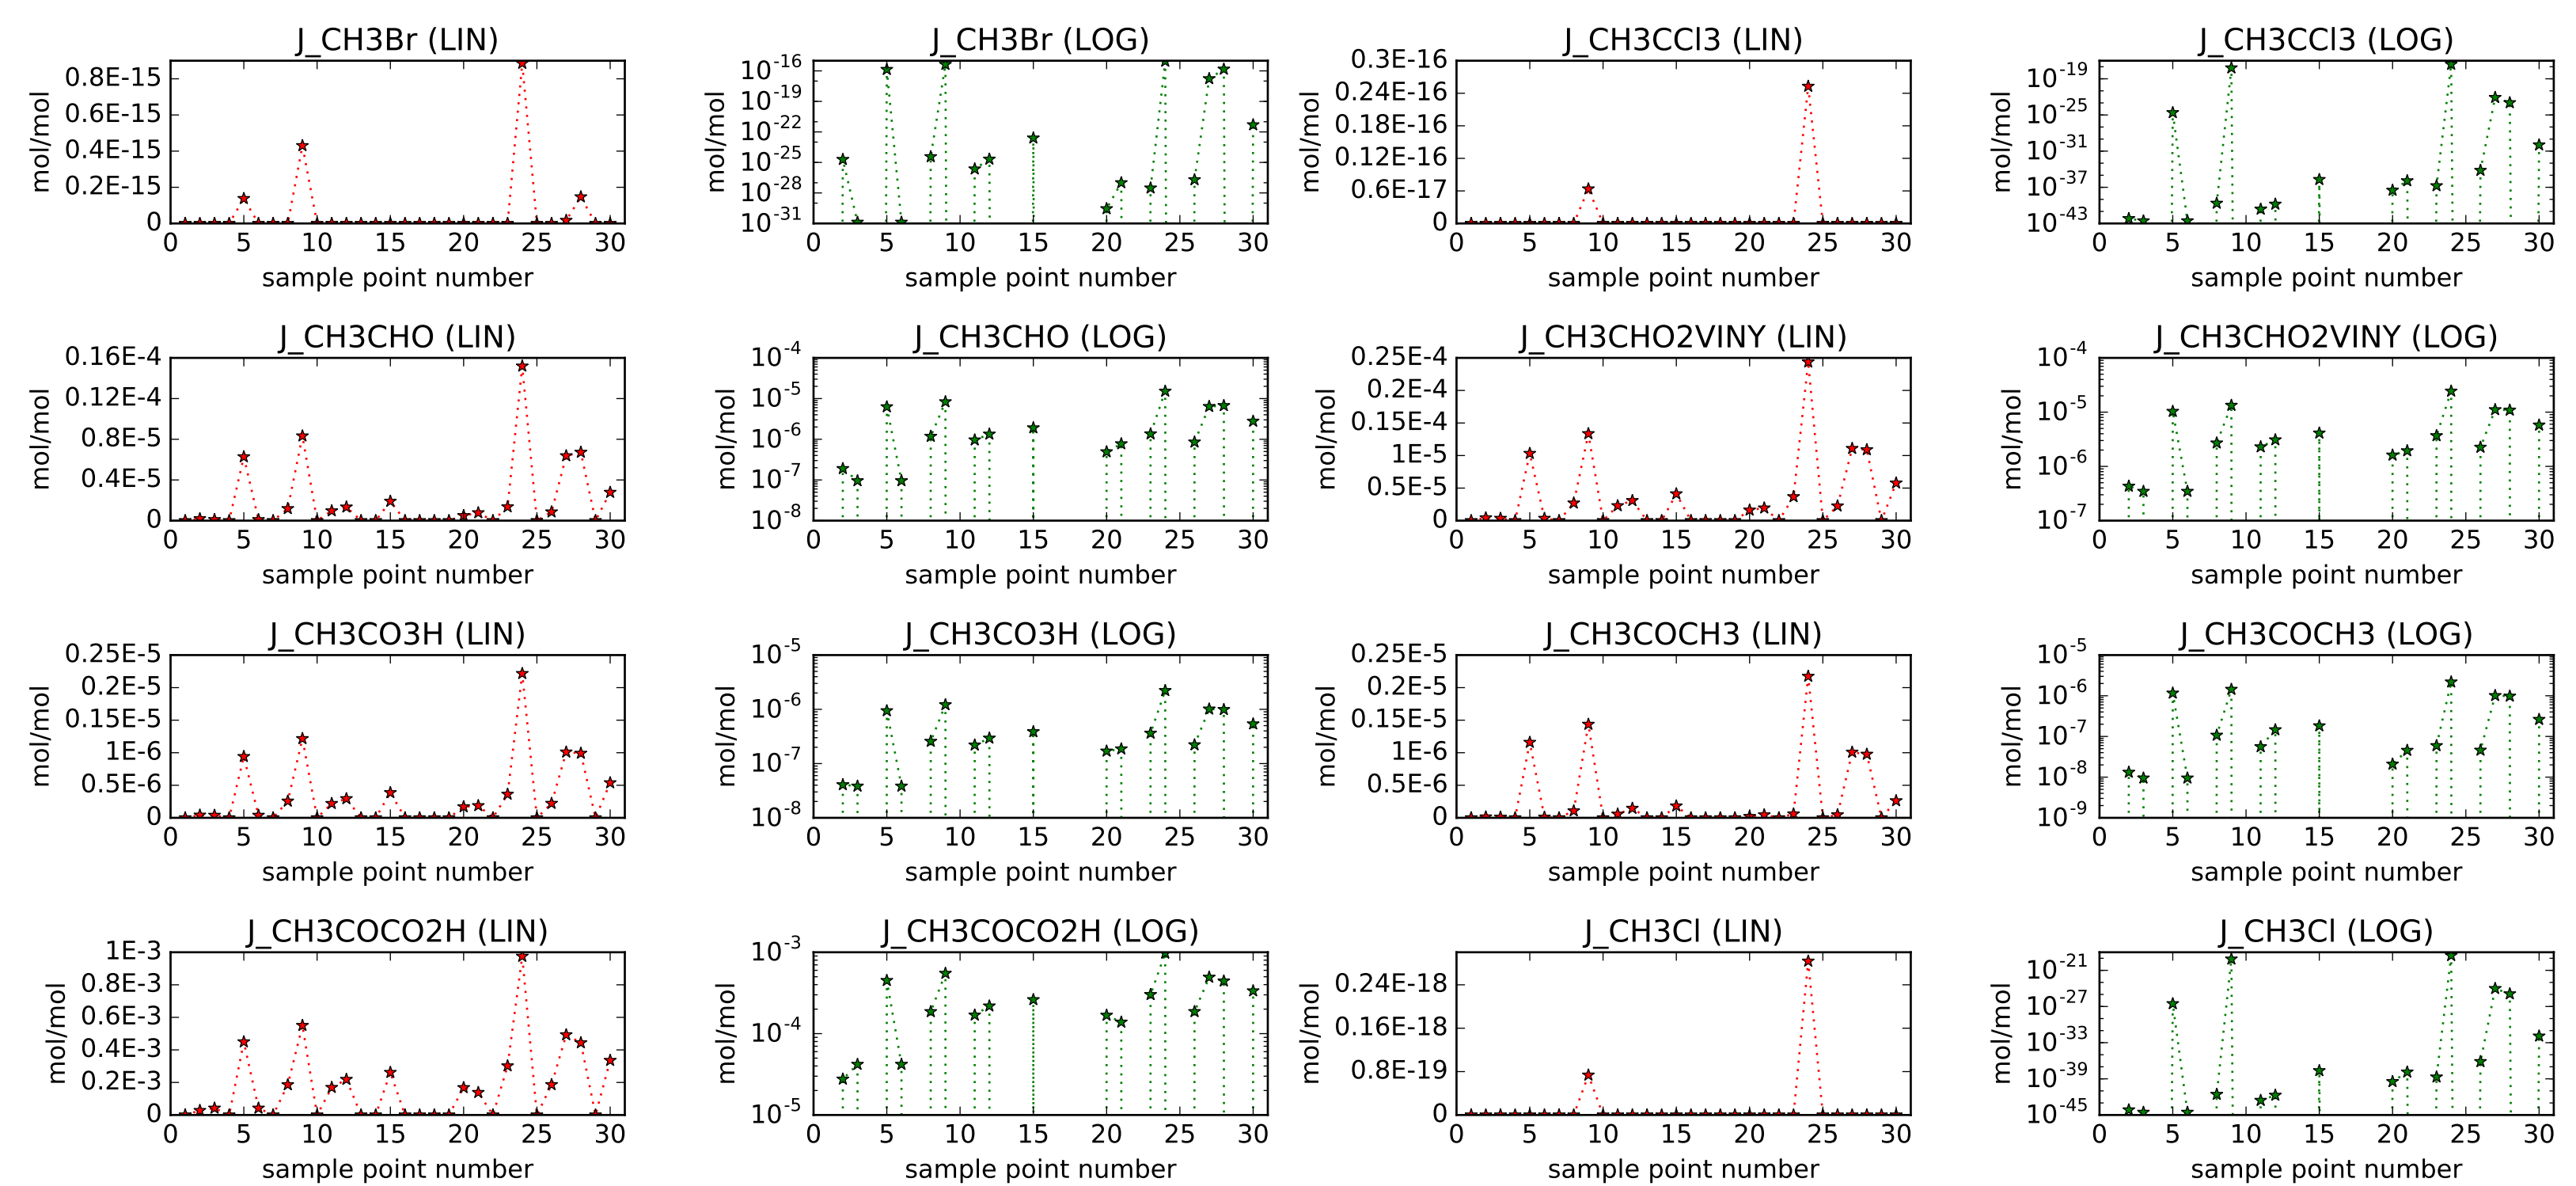 J_CH3Br (LIN)
mol/mol
0.8E-15
0.6E-15
0.4E-15
0.2E-15
0
0 5 10 15 20 25 30
sample point number
J_CH3Br (LOG)
mol/mol
10-16
10-19
10-22
10-25
10-28
10-31
0 5 10 15 20 25 30
sample point number
J_CH3CCl3 (LIN)
mol/mol
0.3E-16
0.24E-16
0.18E-16
0.12E-16
0.6E-17
0
0 5 10 15 20 25 30
sample point number
J_CH3CCl3 (LOG)
mol/mol
10-19
10-25
10-31
10-37
10-43
0 5 10 15 20 25 30
sample point number
J_CH3CHO (LIN)
mol/mol
0.16E-4
0.12E-4
0.8E-5
0.4E-5
0
0 5 10 15 20 25 30
sample point number
J_CH3CHO (LOG)
mol/mol
10-4
10-5
10-6
10-7
10-8
0 5 10 15 20 25 30
sample point number
J_CH3CHO2VINY (LIN)
mol/mol
0.25E-4
0.2E-4
0.15E-4
1E-5
0.5E-5
0
0 5 10 15 20 25 30
sample point number
J_CH3CHO2VINY (LOG)
mol/mol
10-4
10-5
10-6
10-7
0 5 10 15 20 25 30
sample point number
J_CH3CO3H (LIN)
mol/mol
0.25E-5
0.2E-5
0.15E-5
1E-6
0.5E-6
0
0 5 10 15 20 25 30
sample point number
J_CH3CO3H (LOG)
mol/mol
10-5
10-6
10-7
10-8
0 5 10 15 20 25 30
sample point number
J_CH3COCH3 (LIN)
mol/mol
0.25E-5
0.2E-5
0.15E-5
1E-6
0.5E-6
0
0 5 10 15 20 25 30
sample point number
J_CH3COCH3 (LOG)
mol/mol
10-5
10-6
10-7
10-8
10-9
0 5 10 15 20 25 30
sample point number
J_CH3COCO2H (LIN)
mol/mol
1E-3
0.8E-3
0.6E-3
0.4E-3
0.2E-3
0
0 5 10 15 20 25 30
sample point number
J_CH3COCO2H (LOG)
mol/mol
10-3
10-4
10-5
0 5 10 15 20 25 30
sample point number
J_CH3Cl (LIN)
mol/mol
0.24E-18
0.16E-18
0.8E-19
0
0 5 10 15 20 25 30
sample point number
J_CH3Cl (LOG)
mol/mol
10-21
10-27
10-33
10-39
10-45
0 5 10 15 20 25 30
sample point number